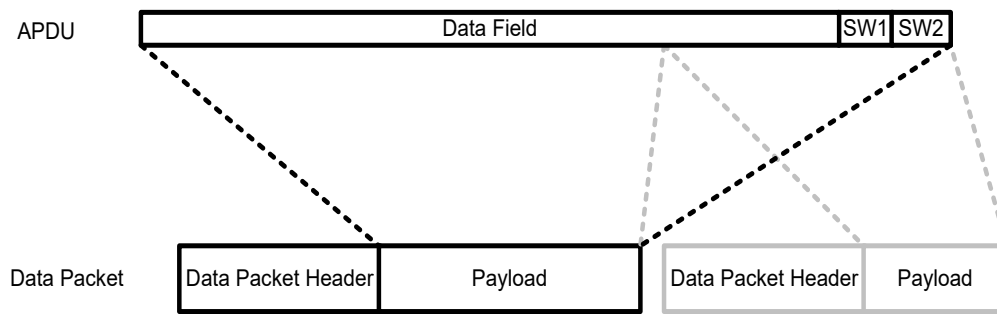 APDU Data Field SW1 SW2
Data Packet Data Packet Header Payload Data Packet Header Payload